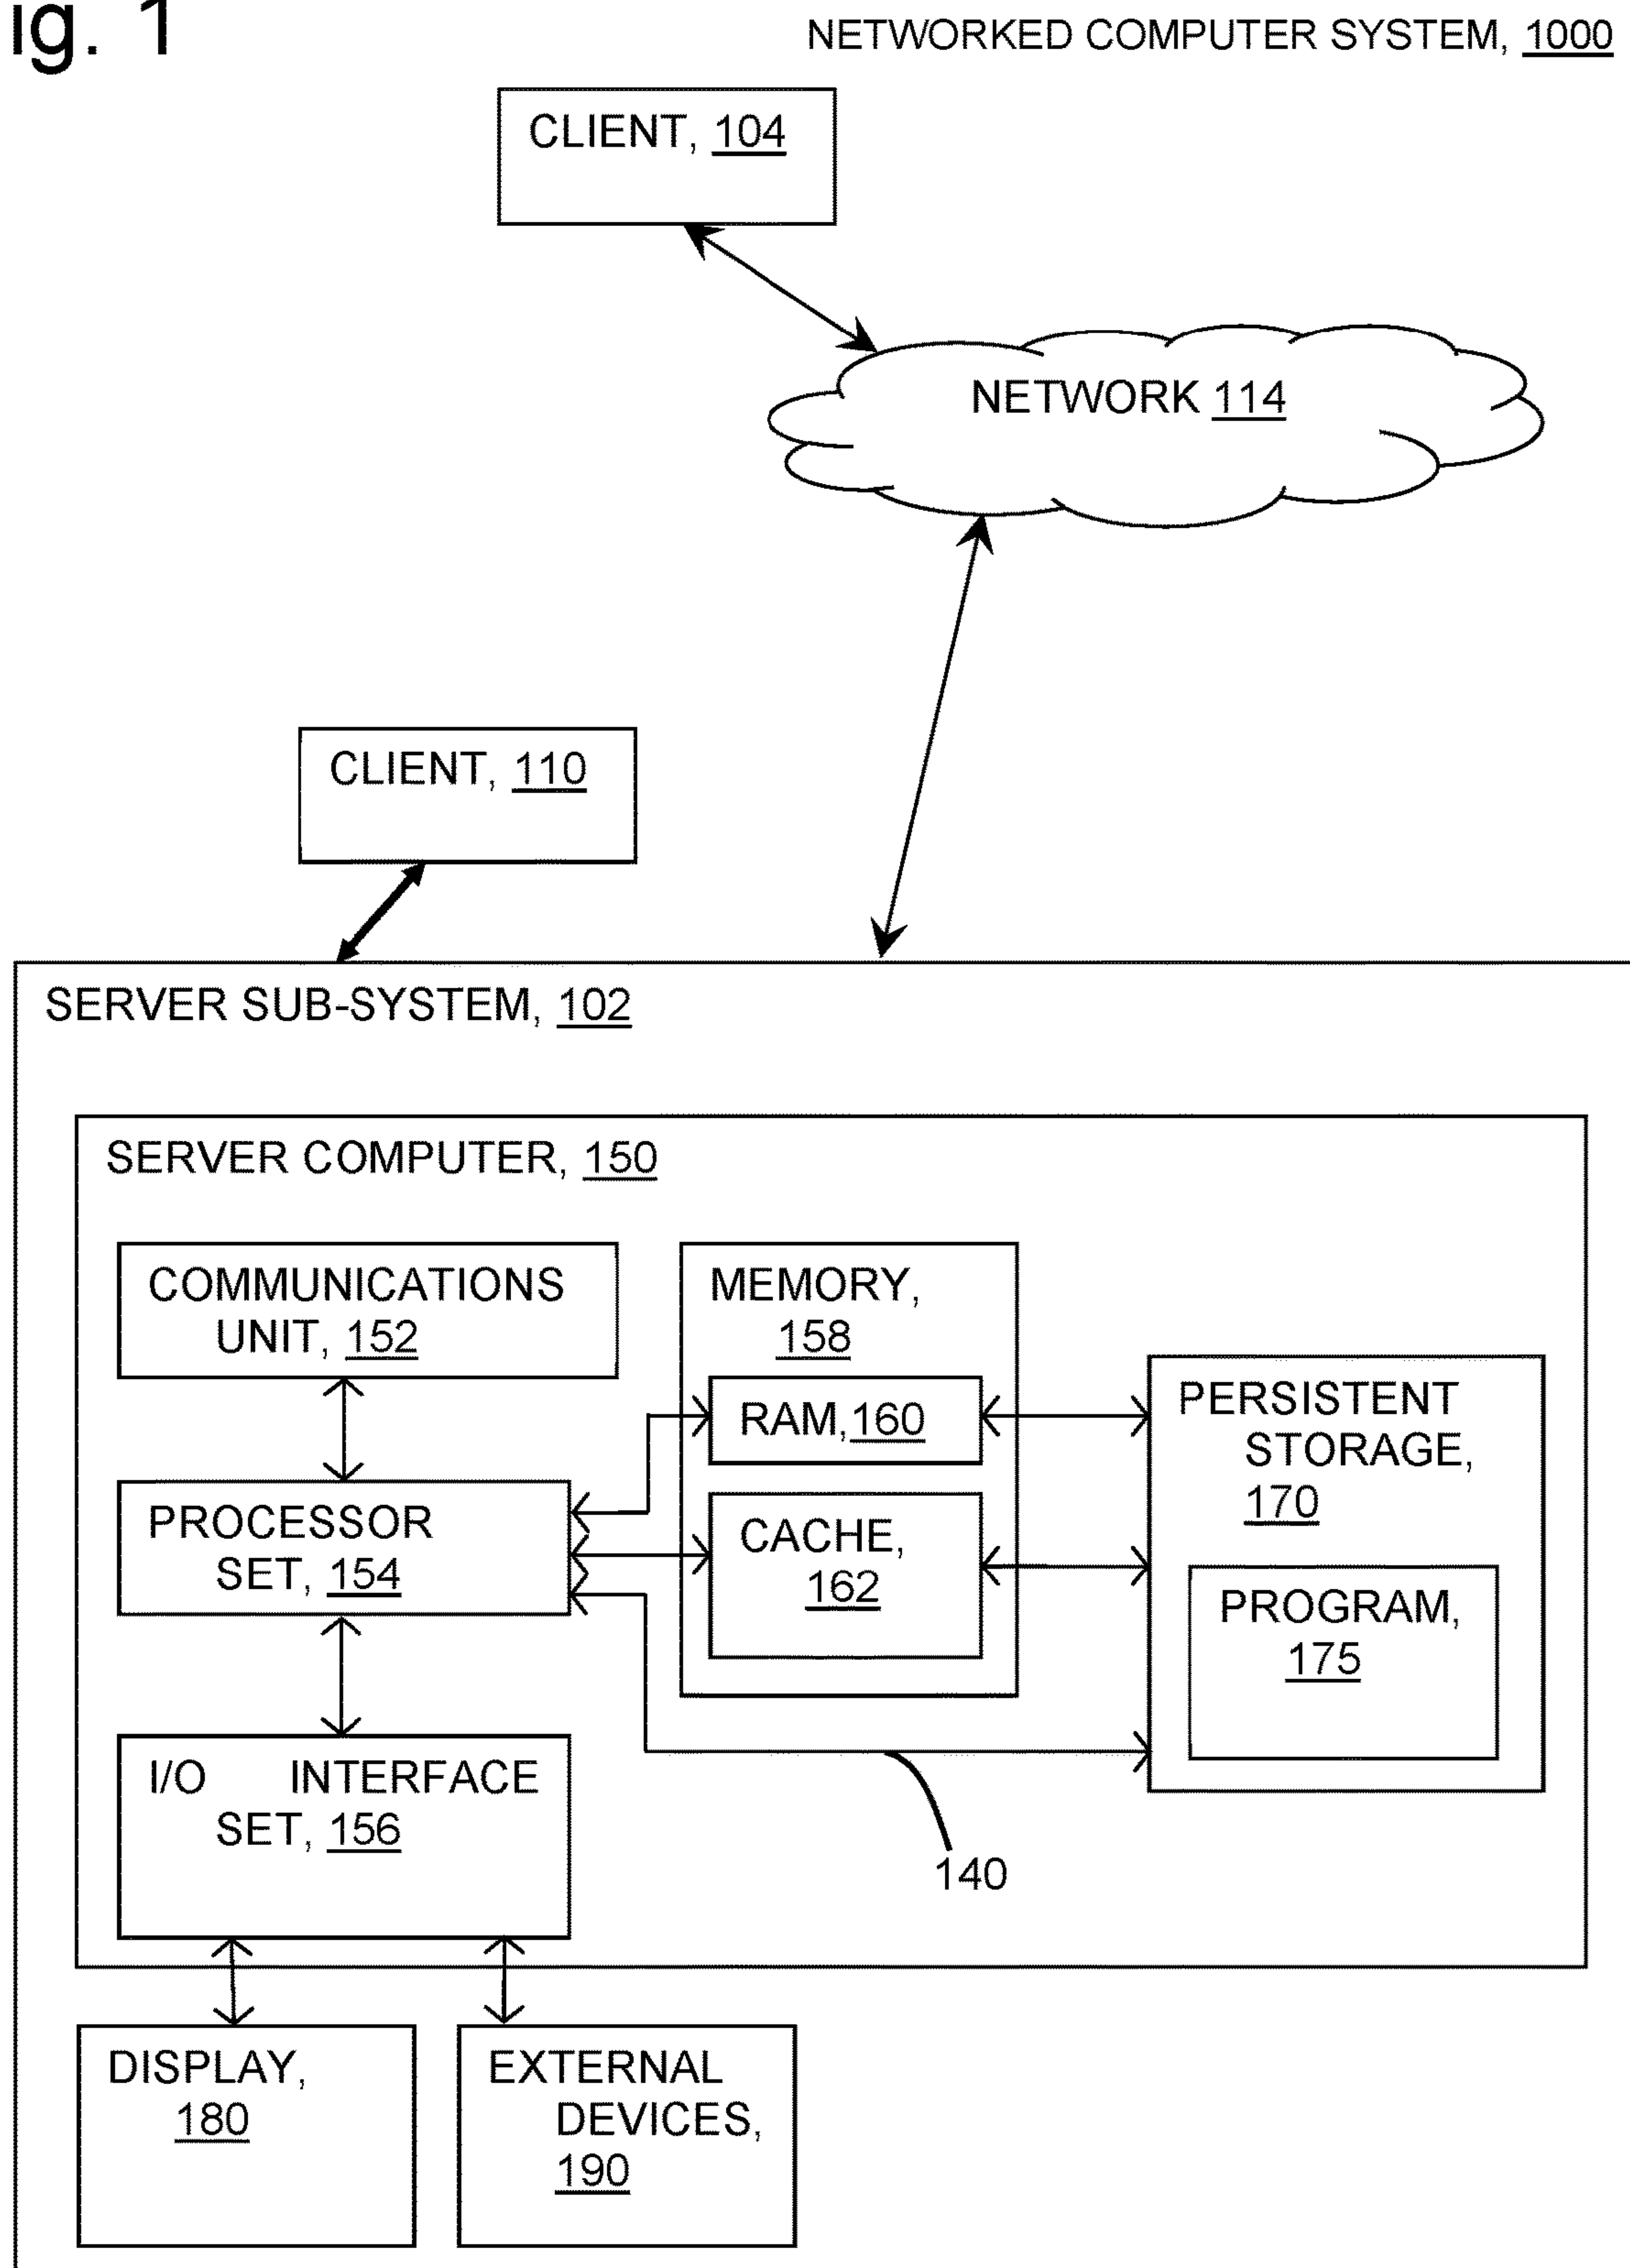 ig. 1
NETWORKED COMPUTER SYSTEM, 1000
CLIENT, 104
NETWORK 114
CLIENT, 110
SERVER SUB-SYSTEM, 102
SERVER COMPUTER, 150
COMMUNICATIONS
UNIT, 152
MEMORY,
158
RAM,160
PERSISTENT
STORAGE,
170
PROCESSOR
SET, 154
CACHE,
162
PROGRAM,
175
I/O INTERFACE
SET, 156
140
DISPLAY,
180
EXTERNAL
DEVICES,
190